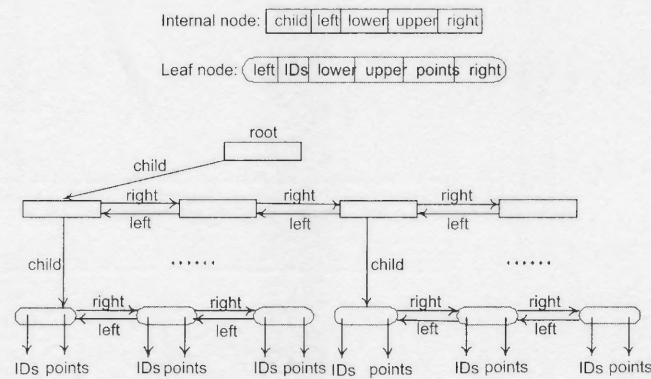 Internal node: child left lower upper right
Leaf node: left IDs lower upper points right
root
child
right right right
left left left
child ...... child ......
right right right right
left left left left
IDs points IDs points IDs points IDs points IDs points IDs points